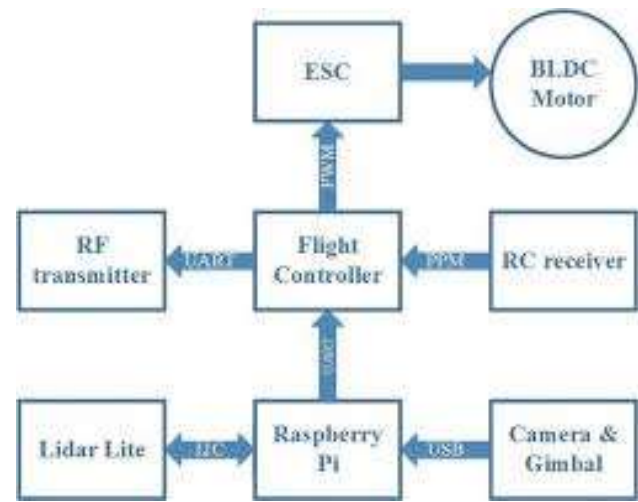 ESC
BLDC
Motor
PWM
RF
transmitter
UART
Flight
Controller
PPM
RC receiver
UART
Lidar Lite
I2C
Raspberry
Pi
USB
Camera &
Gimbal